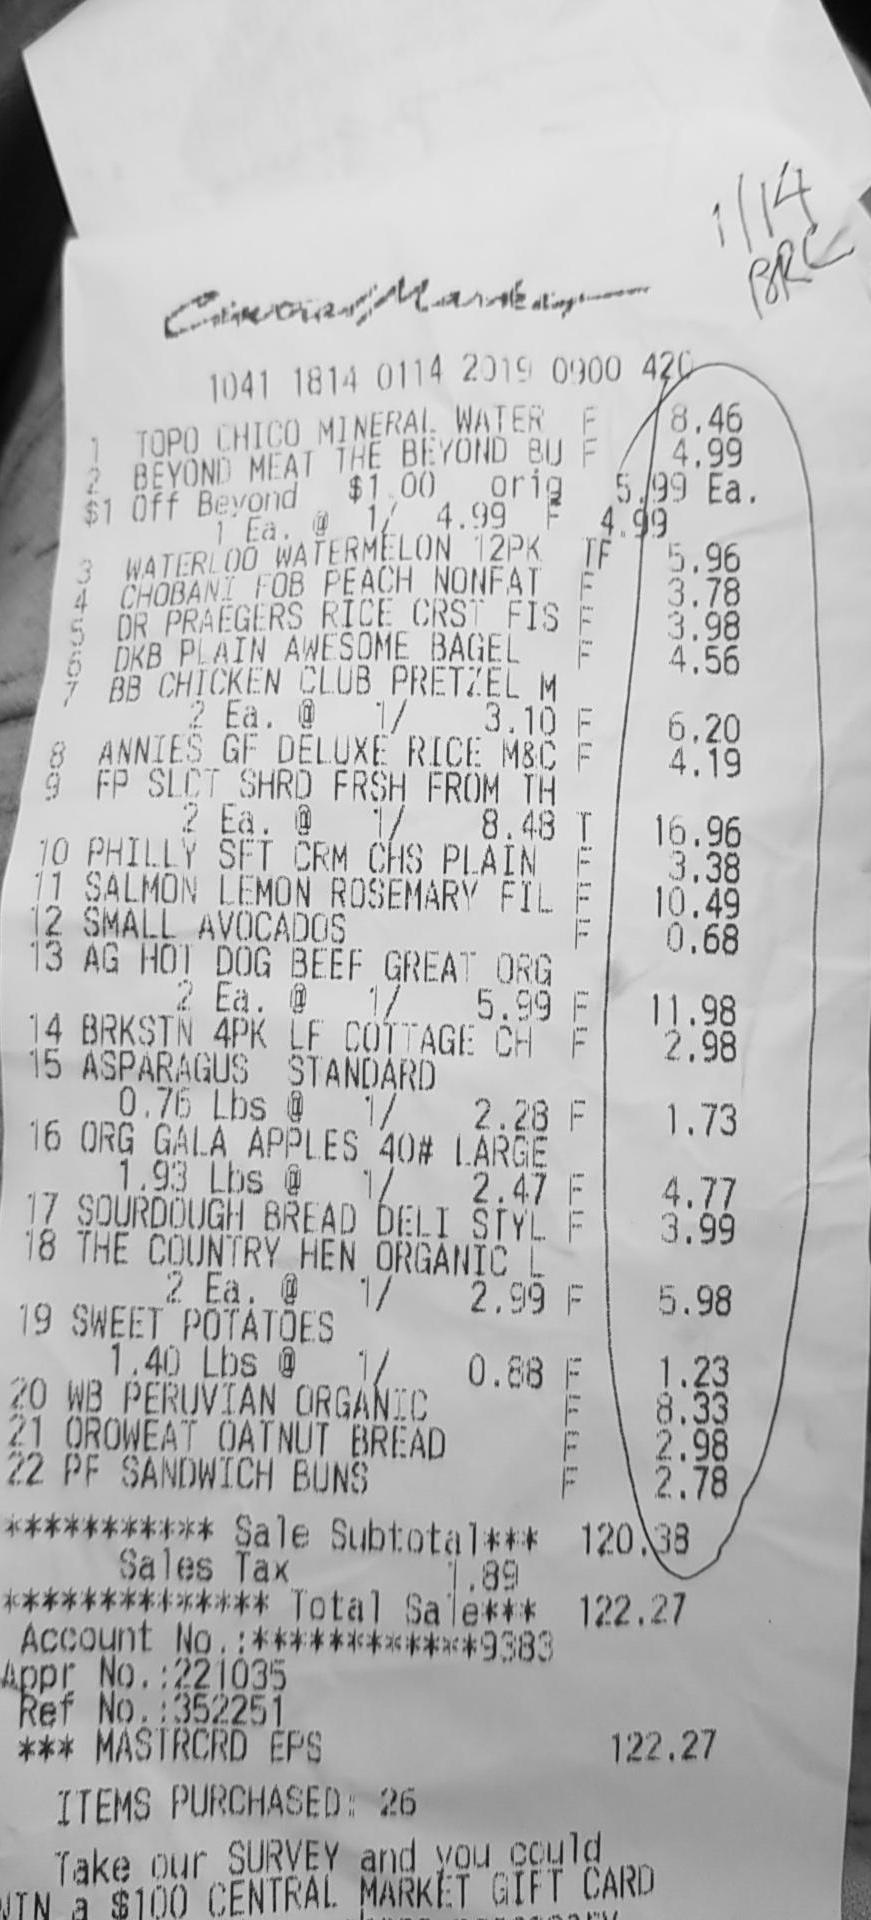 1/14
BRC
Central Market
1041 1814 0114 2019 0900 420
1 TOPO CHICO MINERAL WATER F 8.46
2 BEYOND MEAT THE BEYOND BU F 4.99
$1 Off Beyond $1.00 orig 5.99 Ea.
1 Ea. @ 1/ 4.99 F 4.99
3 WATERLOO WATERMELON 12PK TF 5.96
4 CHOBANI FOB PEACH NONFAT F 3.78
5 DR PRAEGERS RICE CRST FIS F 3.98
6 DKB PLAIN AWESOME BAGEL F 4.56
7 BB CHICKEN CLUB PRETZEL M
2 Ea. @ 1/ 3.10 F 6.20
8 ANNIES GF DELUXE RICE M&C F 4.19
9 FP SLCT SHRD FRSH FROM TH
2 Ea. @ 1/ 8.48 T 16.96
10 PHILLY SFT CRM CHS PLAIN F 3.38
11 SALMON LEMON ROSEMARY FIL F 10.49
12 SMALL AVOCADOS F 0.68
13 AG HOT DOG BEEF GREAT ORG
2 Ea. @ 1/ 5.99 F 11.98
14 BRKSTN 4PK LF COTTAGE CH F 2.98
15 ASPARAGUS STANDARD
0.76 Lbs @ 1/ 2.28 F 1.73
16 ORG GALA APPLES 40# LARGE
1.93 Lbs @ 1/ 2.47 F 4.77
17 SOURDOUGH BREAD DELI STYL F 3.99
18 THE COUNTRY HEN ORGANIC L
2 Ea. @ 1/ 2.99 F 5.98
19 SWEET POTATOES
1.40 Lbs @ 1/ 0.88 F 1.23
20 WB PERUVIAN ORGANIC F 8.33
21 OROWEAT OATNUT BREAD F 2.98
22 PF SANDWICH BUNS F 2.78
*********** Sale Subtotal*** 120.38
Sales Tax 1.89
************** Total Sale*** 122.27
Account No.:************9383
Appr No.:221035
Ref No.:352251
*** MASTRCRD EPS 122.27
ITEMS PURCHASED: 26
Take our SURVEY and you could
WIN a $100 CENTRAL MARKET GIFT CARD